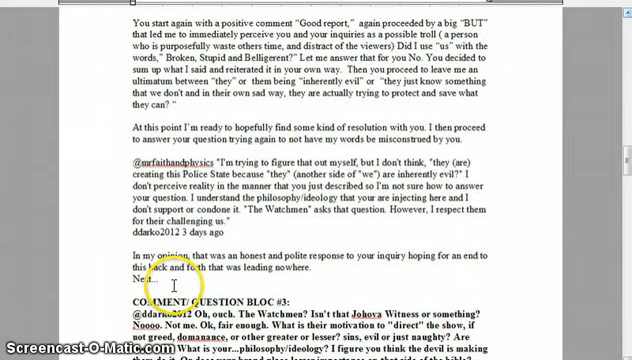 You start again with a positive comment “Good report,” again proceeded by a big “BUT”
that led me to immediately perceive you and your inquiries as a possible troll ( a person
who is purposefully waste others time, and distract of the viewers) Did I use “us” with the
words,” Broken, Stupid and Belligerent?” Let me answer that for you No. You decided to
sum up what I said and reiterated it in your own way. Then you proceed to leave me an
ultimatum between “they” or them being “inherently evil” or “they just know something
that we don't and in their own sad way, they are actually trying to protect and save what
they can? “
At this point I'm ready to hopefully find some kind of resolution with you. I then proceed
to answer your question trying again to not have my words be misconstrued by you.
@mrfaithandphysics "I'm trying to figure that out myself, but I don't think, "they (are)
creating this Police State because "they" (another side of "we") are inherently evil?" I
don't perceive reality in the manner that you just described so I'm not sure how to answer
your question. I understand the philosophy/ideology that your are injecting here and I
don't support or condone it. "The Watchmen" asks that question. However, I respect them
for their challenging us."
ddarko2012 3 days ago
In my opinion, that was an honest and polite response to your inquiry hoping for an end to
this back and forth that was leading nowhere.
Next...
COMMENT/ QUESTION BLOC #3:
@ddarko2012 Oh, ouch. The Watchmen? Isn't that Johova Witness or something?
Noooo. Not me. Ok, fair enough. What is their motivation to "direct" the show, if
not greed, domanance, or other greater or lesser? sins, evil or just naughty? Are
What is your...philosophy/ideology? I figure you think the devil is making
Screencast-O-Matic.com